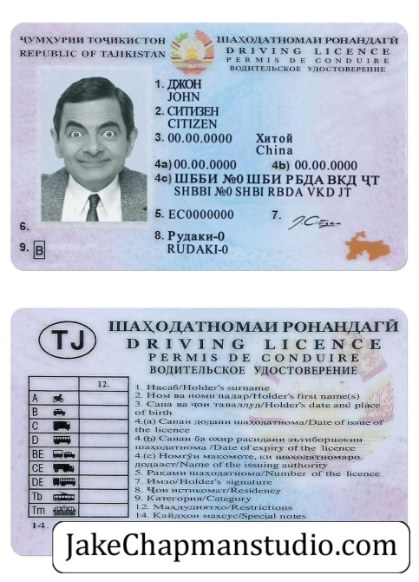 ҶУМҲУРИИ ТОҶИКИСТОН
REPUBLIC OF TAJIKISTAN
ШАҲОДАТНОМАИ РОНАНДАГӢ
DRIVING LICENCE
PERMIS DE CONDUIRE
ВОДИТЕЛЬСКОЕ УДОСТОВЕРЕНИЕ
1. ДЖОН
JOHN
2. СИТИЗЕН
CITIZEN
3. 00.00.0000 Хитой
China
4a) 00.00.0000 4b) 00.00.0000
4c) ШББИ №0 ШБИ РБДА ВКД ҶТ
SHBBI №0 SHBI RBDA VKD JT
5. EC0000000 7.
6.
8. Рудаки-0
RUDAKI-0
9. B
TJ
ШАҲОДАТНОМАИ РОНАНДАГӢ
DRIVING LICENCE
PERMIS DE CONDUIRE
ВОДИТЕЛЬСКОЕ УДОСТОВЕРЕНИЕ
12.
A
B
C
D
BE
CE
DE
Tb
Tm
14.
1. Насаб/Holder's surname
2. Ном ва номи падар/Holder's first name(s)
3. Сана ва ҷои таваллуд/Holder's date and place
of birth
4.(a) Санаи додани шаҳодатнома/Date of issue of
the licence
4.(b) Санаи ба охир расидани эътиборнокии
шаҳодатнома /Date of expiry of the licence
4.(c) Номгӯи мақомоте, ки шаҳодатномаро
додааст/Name of the issuing authority
5. Рақами шаҳодатнома/Number of the licence
7. Имзо/Holder's signature
8. Ҷои истиқомат/Residency
9. Категория/Category
12. Маҳдудиятҳо/Restrictions
14. Қайдҳои махсус/Special notes
JakeChapmanstudio.com